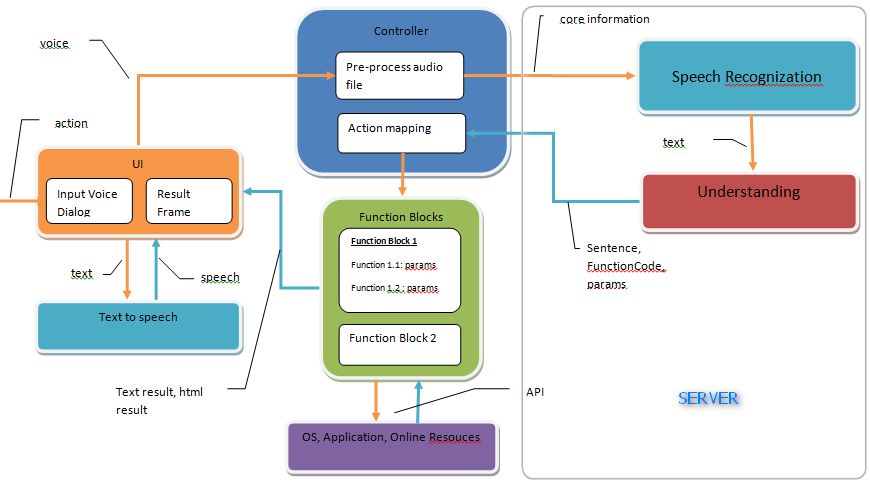 core information
Controller
voice
Pre-process audio
file
Speech Recognization
action
Action mapping
text
UI
Input Voice
Dialog
Result
Frame
Understanding
Function Blocks
Function Block 1
Function 1.1: params
Function 1.2 : params
Sentence,
FunctionCode,
params
text
speech
Text to speech
Function Block 2
Text result, html
result
API
SERVER
OS, Application, Online Resouces